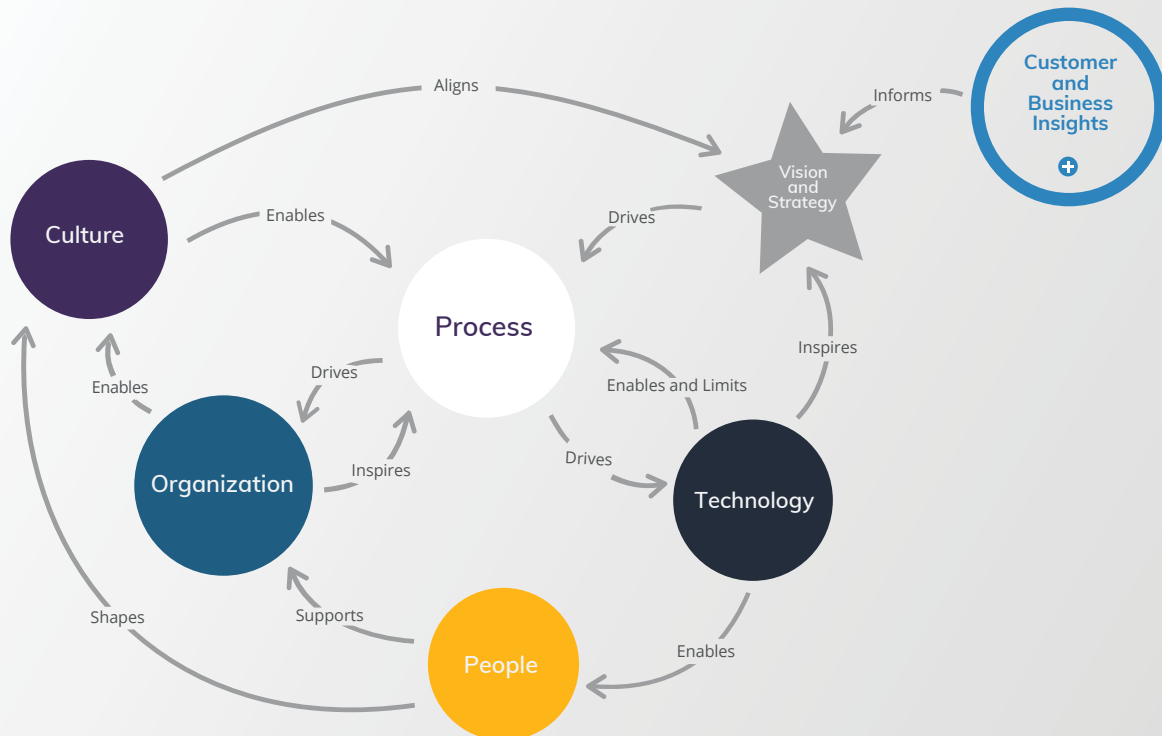 Customer
and
Business
Insights
Aligns
Informs
Vision
and
Strategy
Enables
Drives
Culture
Process
Inspires
Drives
Enables and Limits
Enables
Drives
Inspires
Organization
Technology
Supports
Shapes
Enables
People